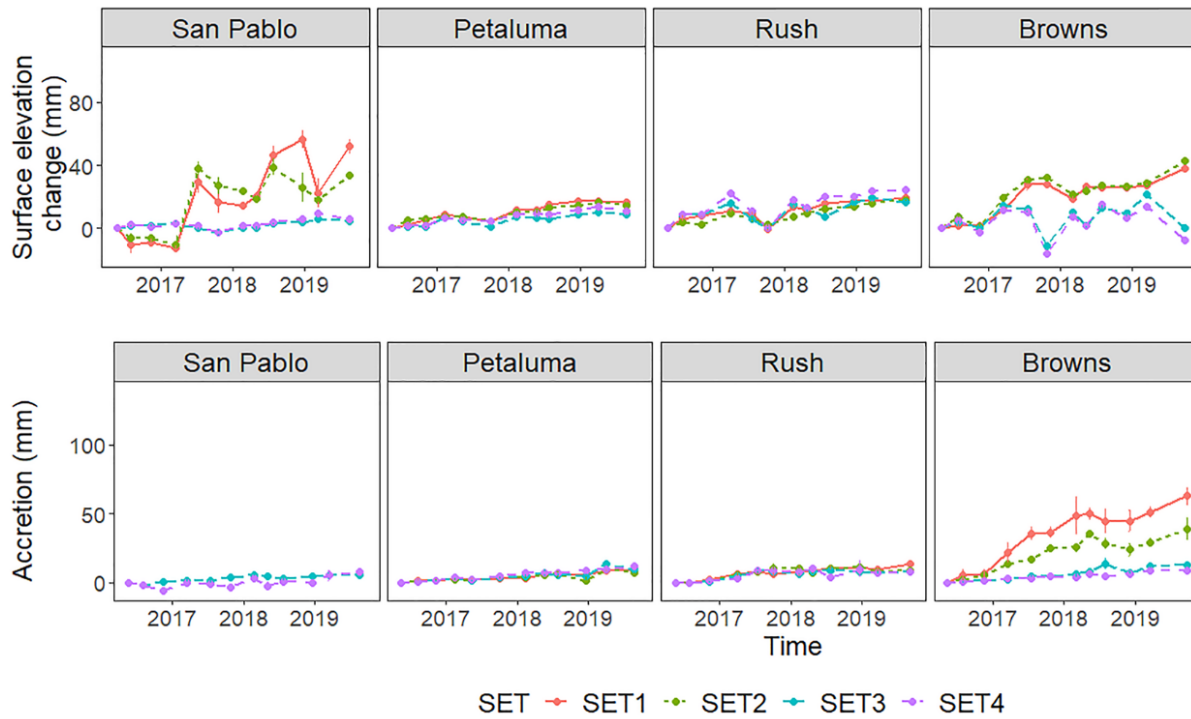 San Pablo Petaluma Rush Browns
Surface elevation
change (mm)
80
40
0
2017 2018 2019 2017 2018 2019 2017 2018 2019 2017 2018 2019
San Pablo Petaluma Rush Browns
Accretion (mm)
100
50
0
2017 2018 2019 2017 2018 2019 2017 2018 2019 2017 2018 2019
Time
SET SET1 SET2 SET3 SET4